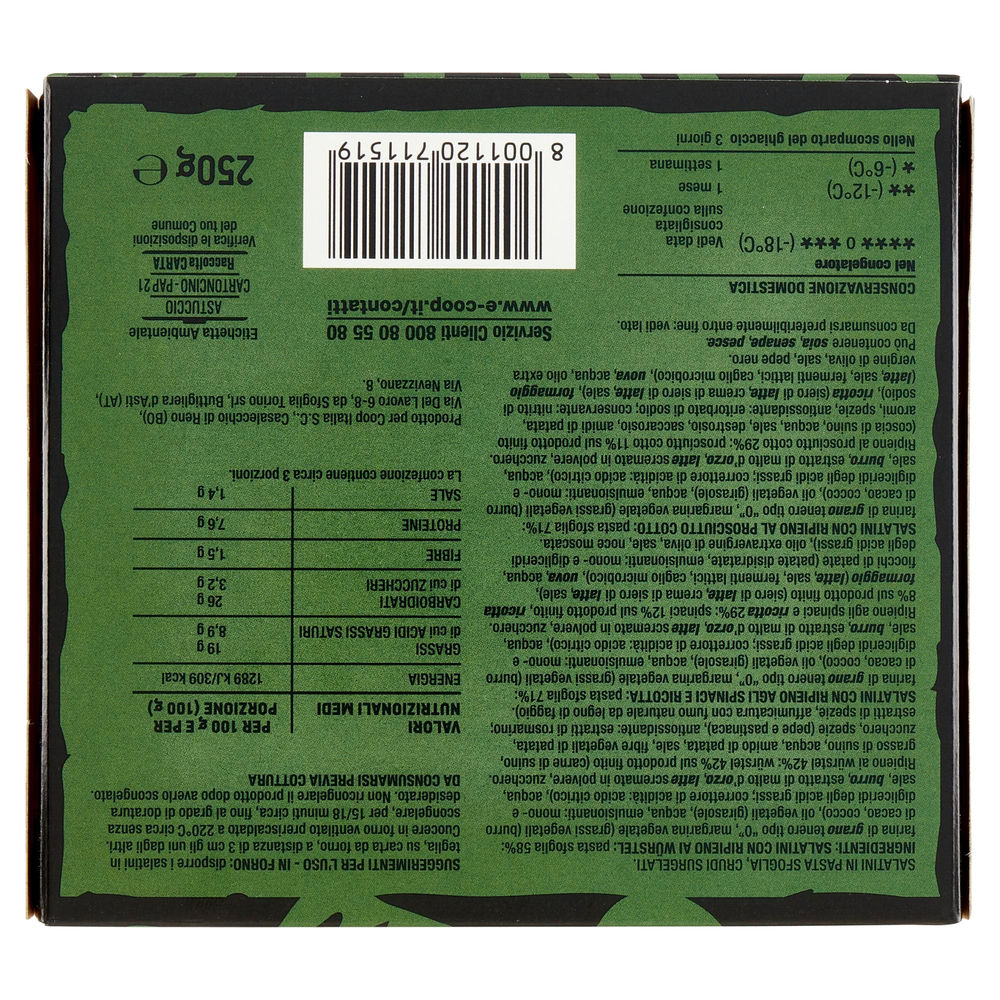 SALATINI IN PASTA SFOGLIA, CRUDI SURGELATI.
INGREDIENTI: SALATINI CON RIPIENO AI WÜRSTEL: pasta sfoglia 58%:
farina di grano tenero tipo "0", margarina vegetale (grassi vegetali (burro
di cacao, cocco), oli vegetali (girasole), acqua, emulsionanti: mono- e
digliceridi degli acidi grassi; correttore di acidità: acido citrico), acqua,
sale, burro, estratto di malto d'orzo, latte scremato in polvere, zucchero.
Ripieno ai würstel 42%: würstel 42% sul prodotto finito (carne di suino,
grasso di suino, acqua, amido di patata, sale, fibre vegetali di patata,
zucchero, spezie (pepe e pastinaca), antiossidante: estratti di rosmarino;
estratti di spezie, affumicatura con fumo naturale da legno di faggio).
SALATINI CON RIPIENO AGLI SPINACI E RICOTTA: pasta sfoglia 71%:
farina di grano tenero tipo "0", margarina vegetale (grassi vegetali (burro
di cacao, cocco), oli vegetali (girasole), acqua, emulsionanti: mono- e
digliceridi degli acidi grassi; correttore di acidità: acido citrico), acqua,
sale, burro, estratto di malto d'orzo, latte scremato in polvere, zucchero.
Ripieno agli spinaci e ricotta 29%: spinaci 12% sul prodotto finito, ricotta
8% sul prodotto finito (siero di latte, crema di siero di latte, sale),
formaggio (latte, sale, fermenti lattici, caglio microbico), uova, acqua,
fiocchi di patate (patate disidratate, emulsionanti: mono- e digliceridi
degli acidi grassi), olio extravergine di oliva, sale, noce moscata.
SALATINI CON RIPIENO AL PROSCIUTTO COTTO: pasta sfoglia 71%:
farina di grano tenero tipo "0", margarina vegetale (grassi vegetali (burro
di cacao, cocco), oli vegetali (girasole), acqua, emulsionanti: mono- e
digliceridi degli acidi grassi; correttore di acidità: acido citrico), acqua,
sale, burro, estratto di malto d'orzo, latte scremato in polvere, zucchero.
Ripieno al prosciutto cotto 29%: prosciutto cotto 11% sul prodotto finito
(coscia di suino, acqua, sale, destrosio, saccarosio, amidi di patata,
aromi, spezie, antiossidante: eritorbato di sodio; conservante: nitrito di
sodio), ricotta (siero di latte, crema di siero di latte, sale), formaggio
(latte, sale, fermenti lattici, caglio microbico), uova, acqua, olio extra
vergine di oliva, sale, pepe nero.
Può contenere soia, senape, pesce.
Da consumarsi preferibilmente entro fine: vedi lato.
CONSERVAZIONE DOMESTICA
Nel congelatore
★★★★ o ★★★ (-18°C) Vedi data
consigliata
sulla confezione
★★ (-12°C) 1 mese
★ (-6°C) 1 settimana
Nello scomparto del ghiaccio 3 giorni
SUGGERIMENTI PER L'USO - IN FORNO: disporre i salatini in
teglia, su carta da forno, a distanza di 3 cm gli uni dagli altri.
Cuocere in forno ventilato preriscaldato a 220°C circa senza
scongelare, per 15/18 minuti circa, fino al grado di doratura
desiderato. Non ricongelare il prodotto dopo averlo scongelato.
DA CONSUMARSI PREVIA COTTURA
VALORI NUTRIZIONALI MEDI PER 100 g E PER PORZIONE (100 g)
ENERGIA 1289 kJ/309 kcal
GRASSI 19 g
di cui ACIDI GRASSI SATURI 8,9 g
CARBOIDRATI 26 g
di cui ZUCCHERI 3,2 g
FIBRE 1,5 g
PROTEINE 7,6 g
SALE 1,4 g
La confezione contiene circa 3 porzioni.
Prodotto per Coop Italia S.C., Casalecchio di Reno (BO),
Via del Lavoro 6-8, da Sfoglia Torino srl, Buttigliera d'Asti (AT),
Via Nevizzano, 8.
Servizio Clienti 800 80 55 80
www.e-coop.it/contatti
Etichetta Ambientale
ASTUCCIO
CARTONCINO - PAP 21
Raccolta CARTA
Verifica le disposizioni
del tuo Comune
8 001120 711519
250g ℮